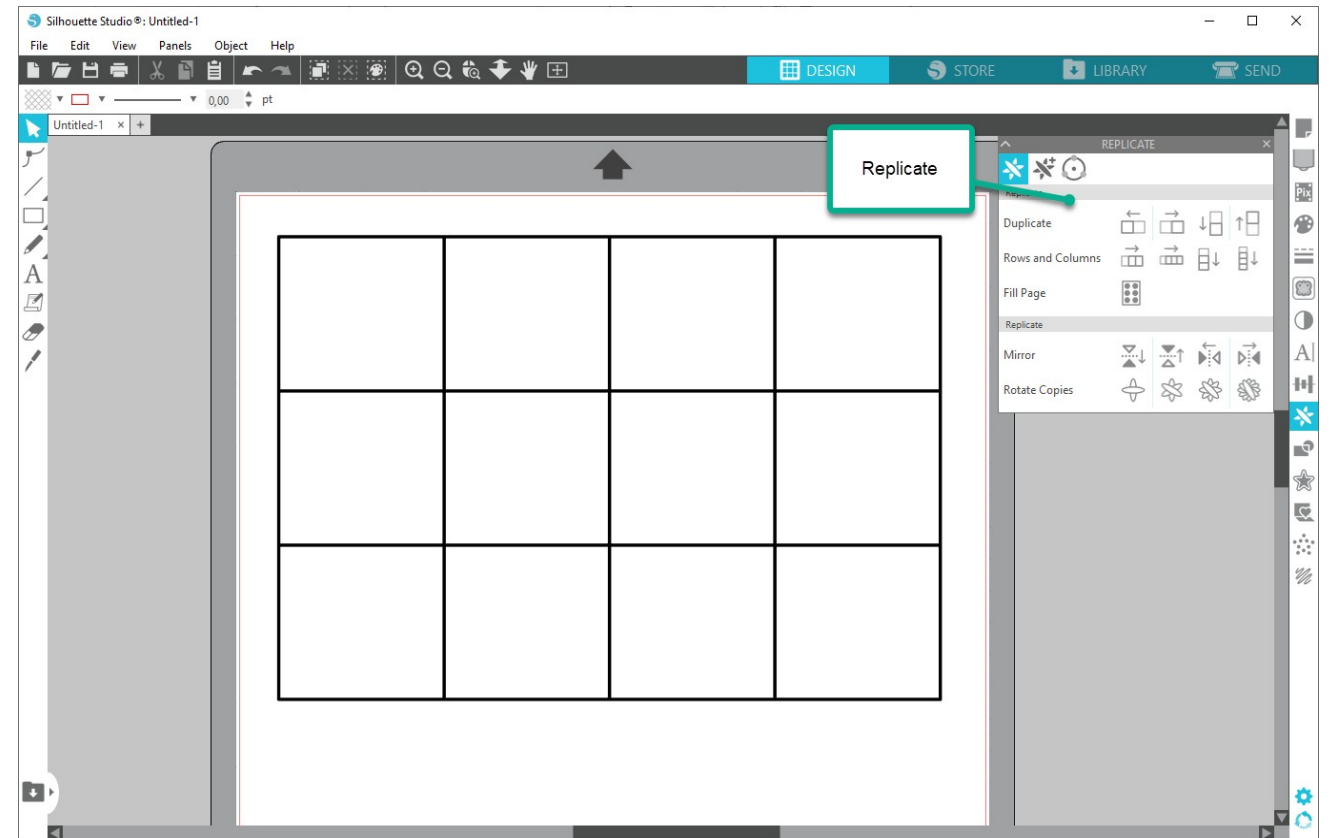 Silhouette Studio®: Untitled-1
File Edit View Panels Object Help
DESIGN STORE LIBRARY SEND
0,00 pt
Untitled-1 × +
Replicate
REPLICATE ×
Pix
Duplicate
Rows and Columns
Fill Page
Replicate
Mirror
Rotate Copies
A
A